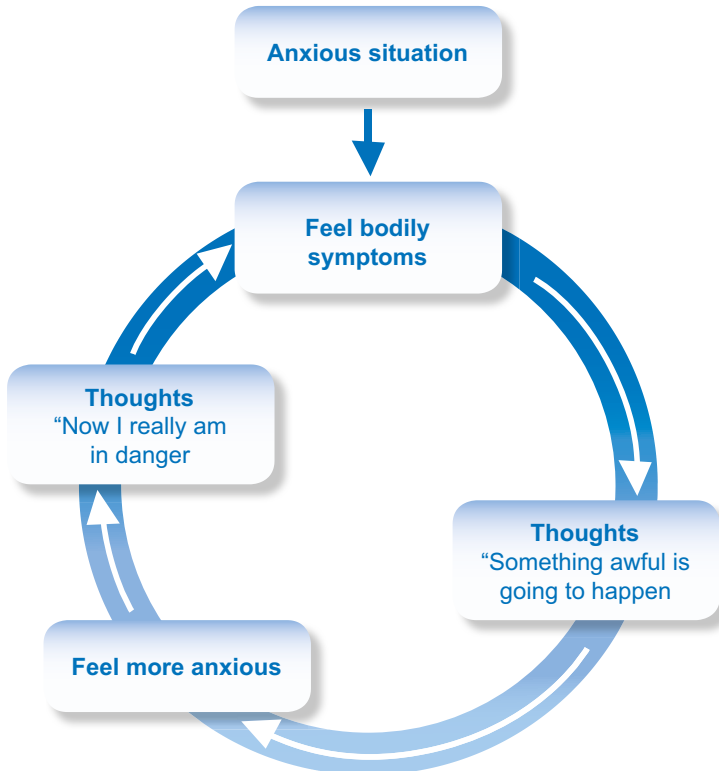 Anxious situation
Feel bodily
symptoms
Thoughts
“Something awful is
going to happen
Feel more anxious
Thoughts
“Now I really am
in danger